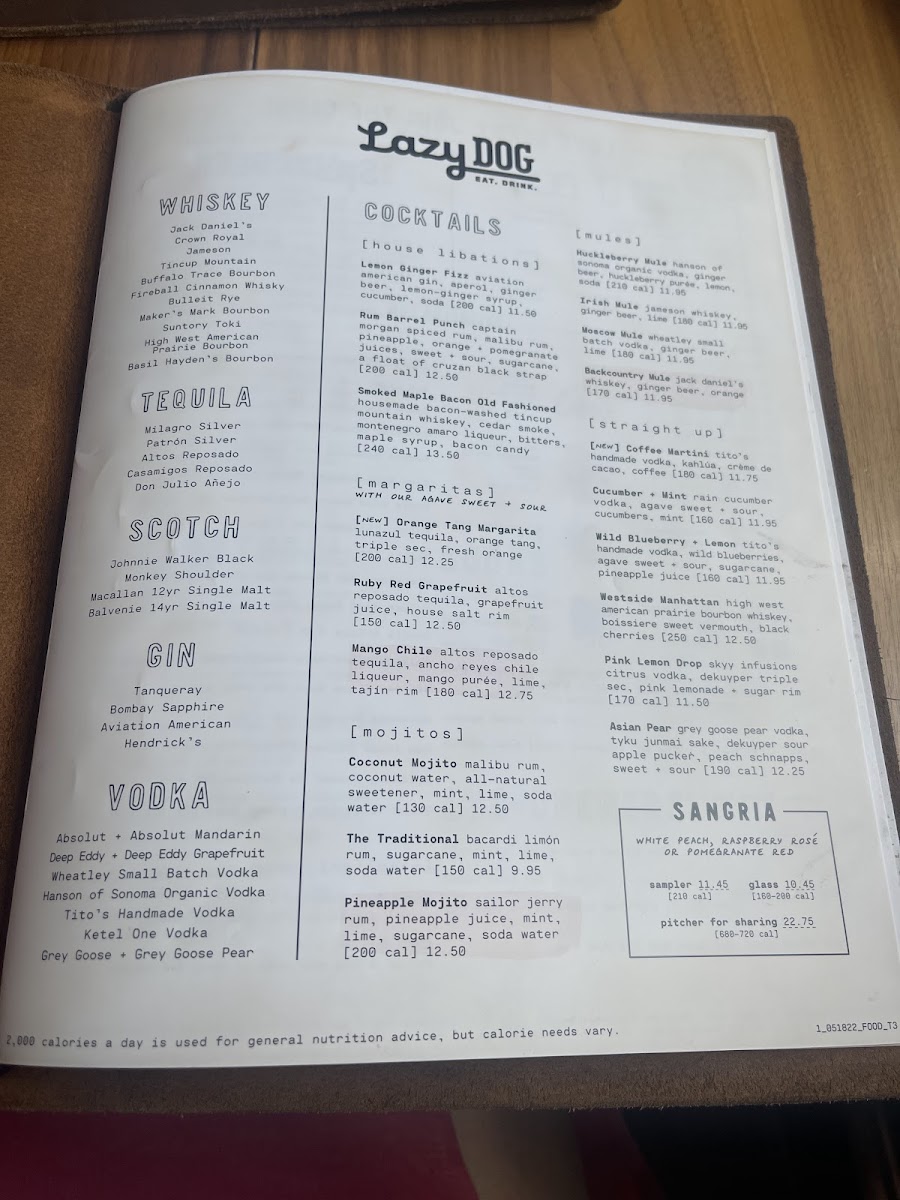 Lazy DOG
EAT. DRINK.
WHISKEY
Jack Daniel's
Crown Royal
Jameson
Tincup Mountain
Buffalo Trace Bourbon
Fireball Cinnamon Whisky
Bulleit Rye
Maker's Mark Bourbon
Suntory Toki
High West American
Prairie Bourbon
Basil Hayden's Bourbon
TEQUILA
Milagro Silver
Patrón Silver
Altos Reposado
Casamigos Reposado
Don Julio Añejo
SCOTCH
Johnnie Walker Black
Monkey Shoulder
Macallan 12yr Single Malt
Balvenie 14yr Single Malt
GIN
Tanqueray
Bombay Sapphire
Aviation American
Hendrick's
VODKA
Absolut + Absolut Mandarin
Deep Eddy + Deep Eddy Grapefruit
Wheatley Small Batch Vodka
Hanson of Sonoma Organic Vodka
Tito's Handmade Vodka
Ketel One Vodka
Grey Goose + Grey Goose Pear
COCKTAILS
[house libations]
Lemon Ginger Fizz aviation
american gin, aperol, ginger
beer, lemon-ginger syrup,
cucumber, soda [200 cal] 11.50
Rum Barrel Punch captain
morgan spiced rum, malibu rum,
pineapple, orange + pomegranate
juices, sweet + sour, sugarcane,
a float of cruzan black strap
[200 cal] 12.50
Smoked Maple Bacon Old Fashioned
housemade bacon-washed tincup
mountain whiskey, cedar smoke,
montenegro amaro liqueur, bitters,
maple syrup, bacon candy
[240 cal] 13.50
[margaritas]
WITH OUR AGAVE SWEET + SOUR
[NEW] Orange Tang Margarita
lunazul tequila, orange tang,
triple sec, fresh orange
[200 cal] 12.25
Ruby Red Grapefruit altos
reposado tequila, grapefruit
juice, house salt rim
[150 cal] 12.50
Mango Chile altos reposado
tequila, ancho reyes chile
liqueur, mango purée, lime,
tajín rim [180 cal] 12.75
[mojitos]
Coconut Mojito malibu rum,
coconut water, all-natural
sweetener, mint, lime, soda
water [130 cal] 12.50
The Traditional bacardi limón
rum, sugarcane, mint, lime,
soda water [150 cal] 9.95
Pineapple Mojito sailor jerry
rum, pineapple juice, mint,
lime, sugarcane, soda water
[200 cal] 12.50
[mules]
Huckleberry Mule hanson of
sonoma organic vodka, ginger
beer, huckleberry purée, lemon,
soda [210 cal] 11.95
Irish Mule jameson whiskey,
ginger beer, lime [180 cal] 11.95
Moscow Mule wheatley small
batch vodka, ginger beer,
lime [180 cal] 11.95
Backcountry Mule jack daniel's
whiskey, ginger beer, orange
[170 cal] 11.95
[straight up]
[NEW] Coffee Martini tito's
handmade vodka, kahlúa, crème de
cacao, coffee [180 cal] 11.75
Cucumber + Mint rain cucumber
vodka, agave sweet + sour,
cucumbers, mint [160 cal] 11.95
Wild Blueberry + Lemon tito's
handmade vodka, wild blueberries,
agave sweet + sour, sugarcane,
pineapple juice [160 cal] 11.95
Westside Manhattan high west
american prairie bourbon whiskey,
boissiere sweet vermouth, black
cherries [250 cal] 12.50
Pink Lemon Drop skyy infusions
citrus vodka, dekuyper triple
sec, pink lemonade + sugar rim
[170 cal] 11.50
Asian Pear grey goose pear vodka,
tyku junmai sake, dekuyper sour
apple pucker, peach schnapps,
sweet + sour [190 cal] 12.25
SANGRIA
WHITE PEACH, RASPBERRY ROSÉ
OR POMEGRANATE RED
sampler 11.45 glass 10.45
[210 cal] [160-200 cal]
pitcher for sharing 22.75
[680-720 cal]
2,000 calories a day is used for general nutrition advice, but calorie needs vary.
1_051822_FOOD_T3